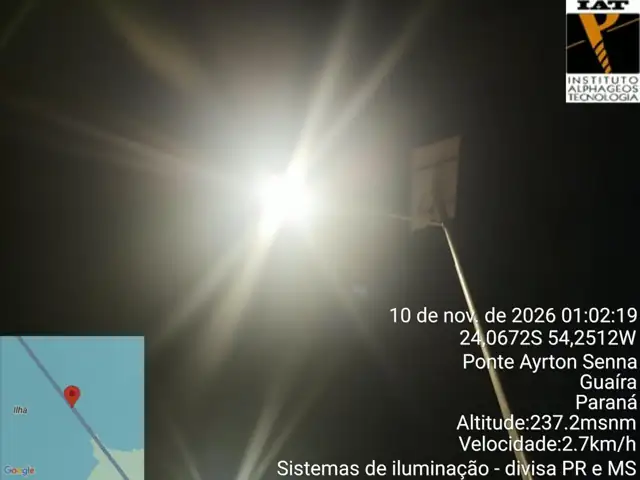 IAT
INSTITUTO
ALPHAGEOS
TECNOLOGIA
10 de nov. de 2026 01:02:19
24,0672S 54,2512W
Ponte Ayrton Senna
Guaíra
Paraná
Altitude:237.2msnm
Velocidade:2.7km/h
Sistemas de iluminação - divisa PR e MS
Ilha
Google